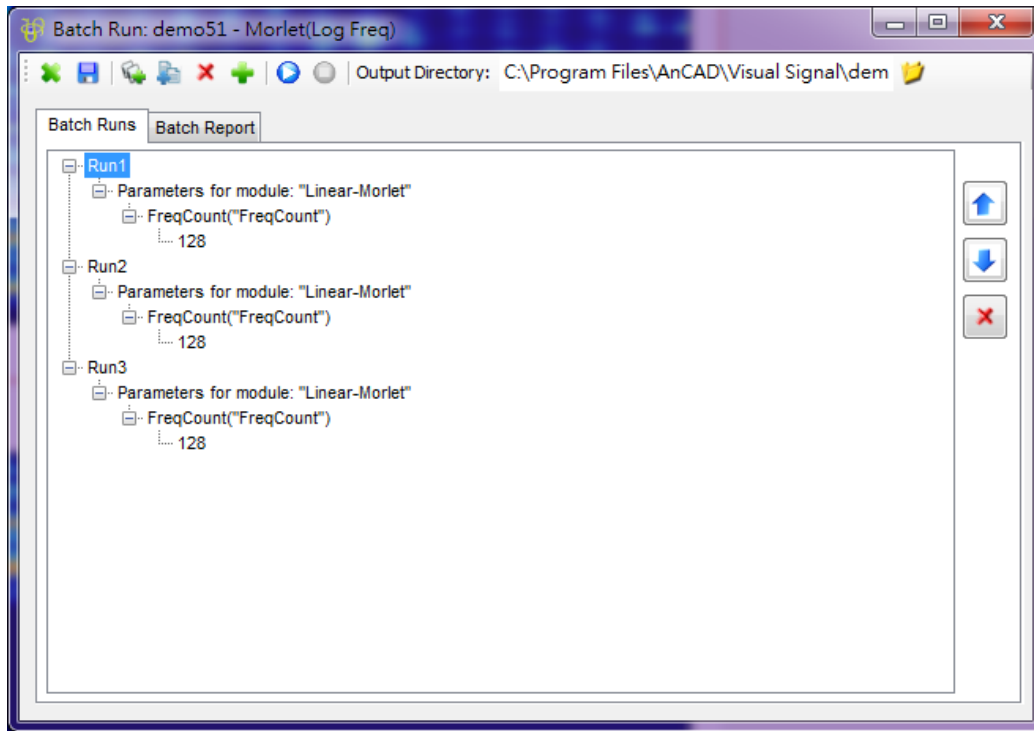 Batch Run: demo51 - Morlet(Log Freq)
Output Directory: C:\Program Files\AnCAD\Visual Signal\dem
Batch Runs Batch Report
Run1
Parameters for module: "Linear-Morlet"
FreqCount("FreqCount")
128
Run2
Parameters for module: "Linear-Morlet"
FreqCount("FreqCount")
128
Run3
Parameters for module: "Linear-Morlet"
FreqCount("FreqCount")
128